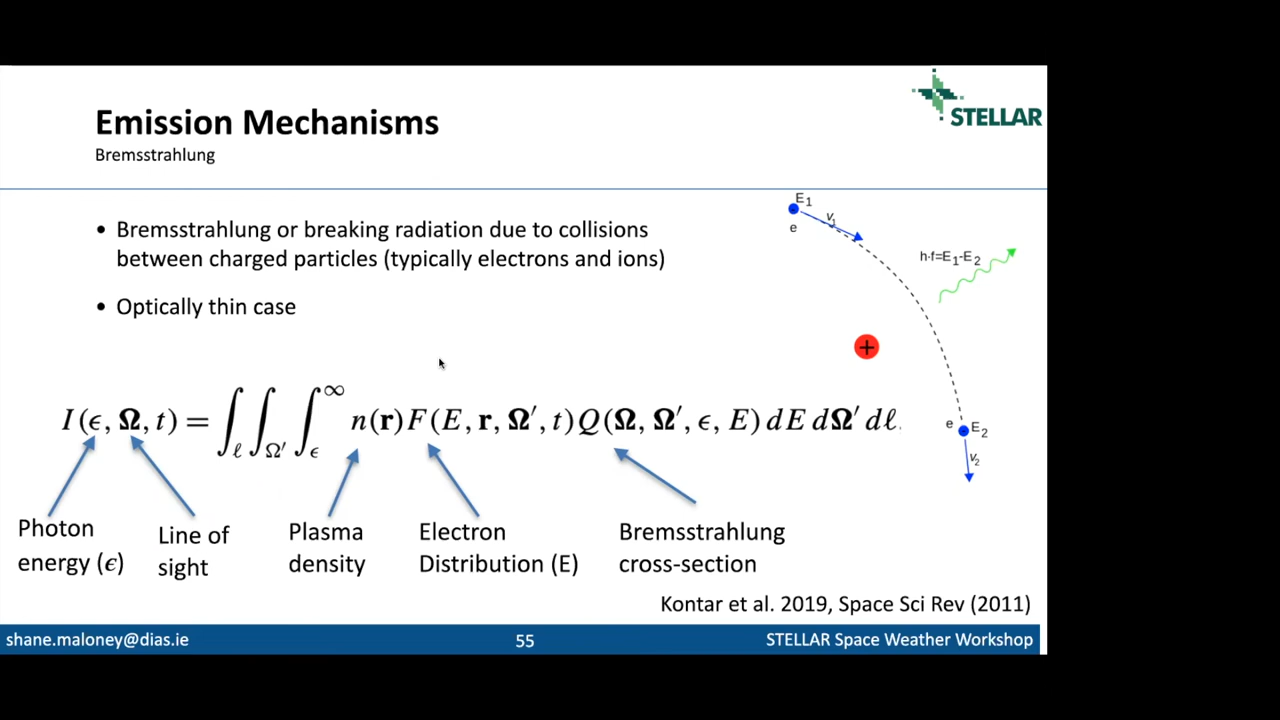 STELLAR
Emission Mechanisms
Bremsstrahlung
• Bremsstrahlung or breaking radiation due to collisions
between charged particles (typically electrons and ions)
• Optically thin case
E₁
v₁
e
h·f=E₁-E₂
+
e
E₂
v₂
I(ϵ, Ω, t) = ∫_ℓ ∫_Ω′ ∫_ϵ^∞ n(r)F(E, r, Ω′, t)Q(Ω, Ω′, ϵ, E) dE dΩ′ dℓ.
Photon
energy (ϵ)
Line of
sight
Plasma
density
Electron
Distribution (E)
Bremsstrahlung
cross-section
Kontar et al. 2019, Space Sci Rev (2011)
shane.maloney@dias.ie
55
STELLAR Space Weather Workshop